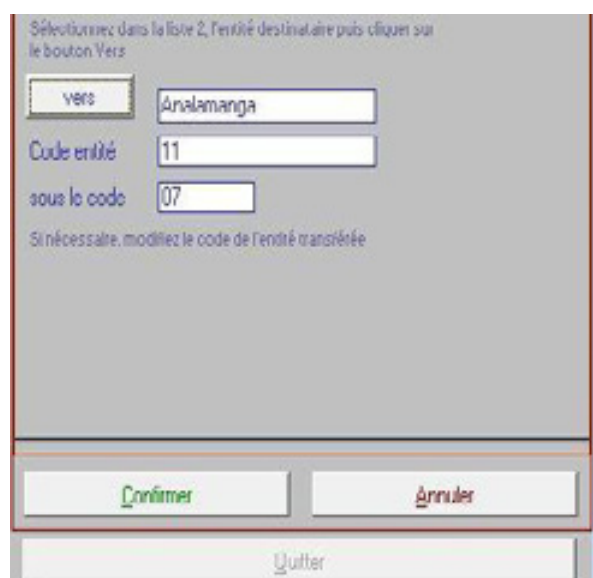 Sélectionnez dans la liste 2, l'entité destinataire puis cliquer sur
le bouton Vers
vers
Analamanga
Code entité
11
sous le code
07
Si nécessaire, modifiez le code de l'entité transférée
Confirmer
Annuler
Quitter